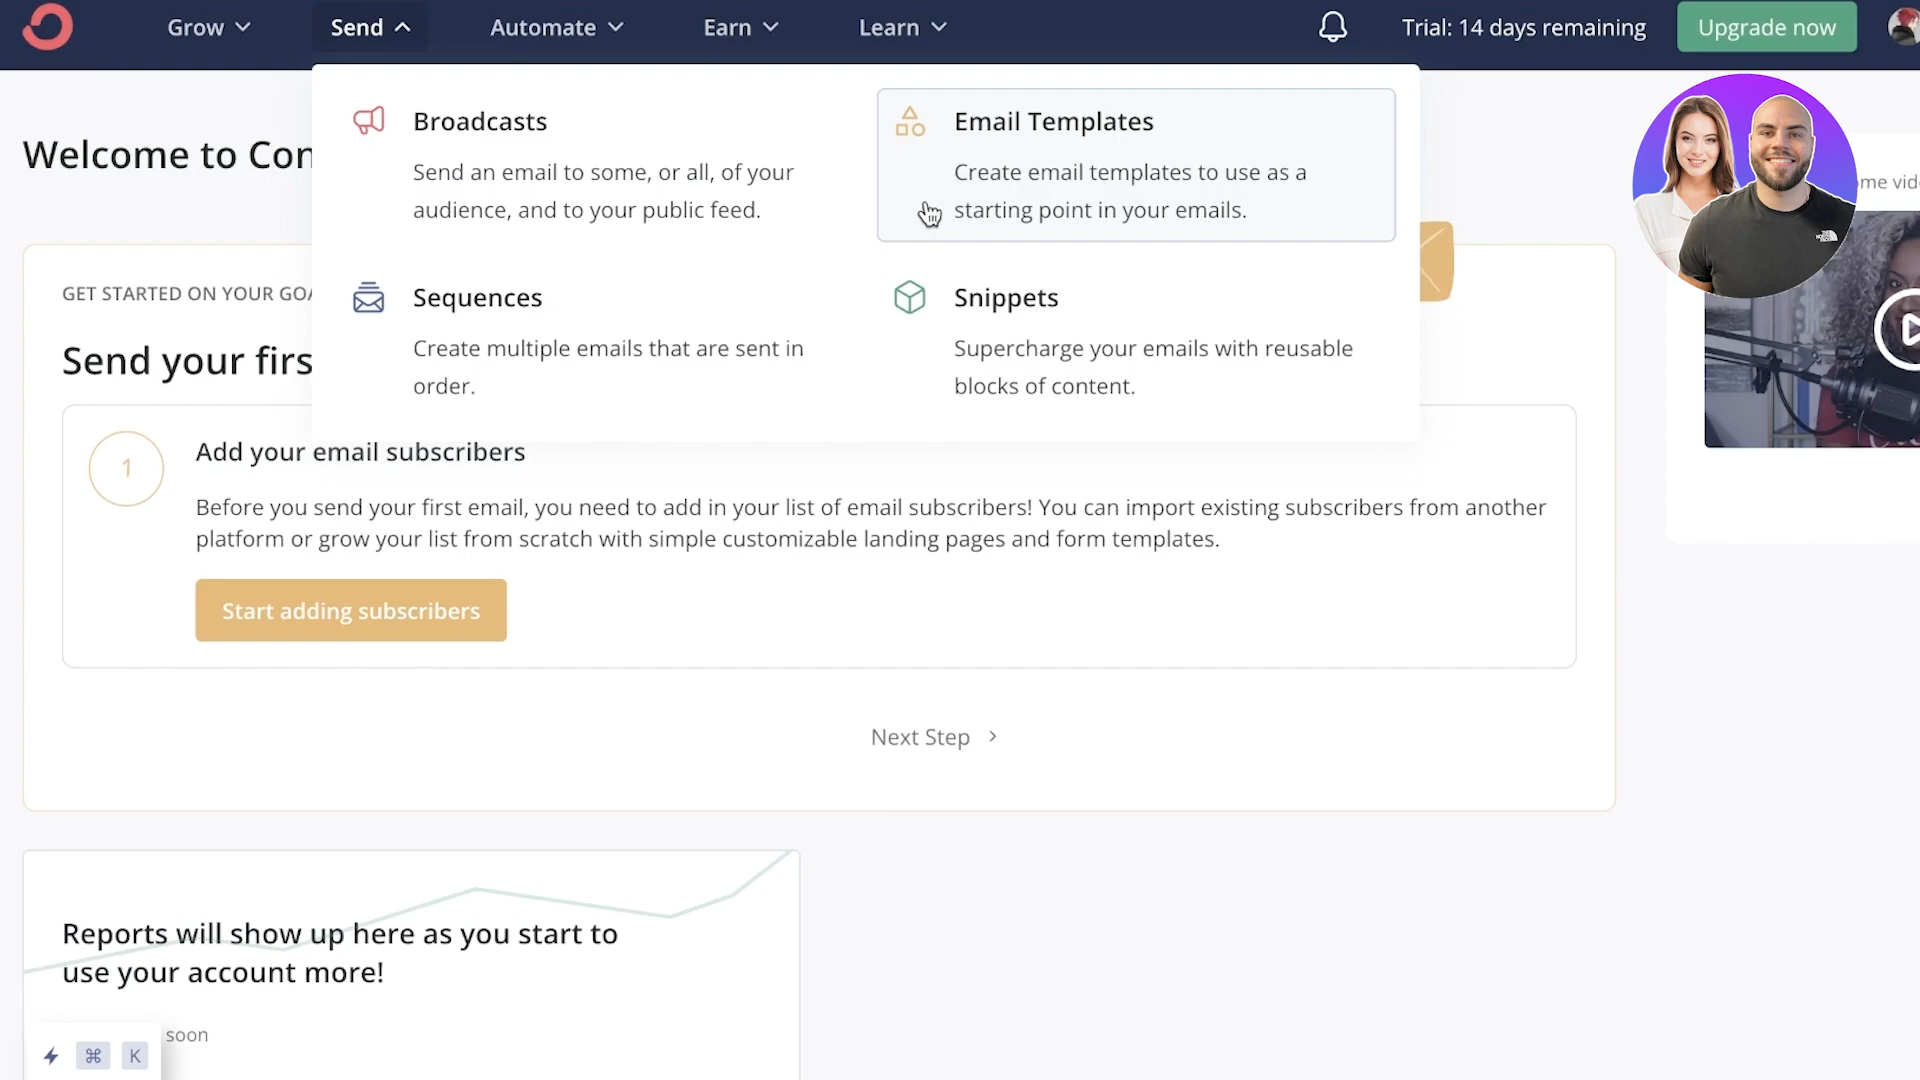 Grow
Send
Automate
Earn
Learn
Trial: 14 days remaining
Upgrade now
Broadcasts
Send an email to some, or all, of your
audience, and to your public feed.
Email Templates
Create email templates to use as a
starting point in your emails.
Sequences
Create multiple emails that are sent in
order.
Snippets
Supercharge your emails with reusable
blocks of content.
Welcome to Con
GET STARTED ON YOUR GOA
Send your firs
1
Add your email subscribers
Before you send your first email, you need to add in your list of email subscribers! You can import existing subscribers from another
platform or grow your list from scratch with simple customizable landing pages and form templates.
Start adding subscribers
Next Step
Reports will show up here as you start to
use your account more!
soon
⌘ K